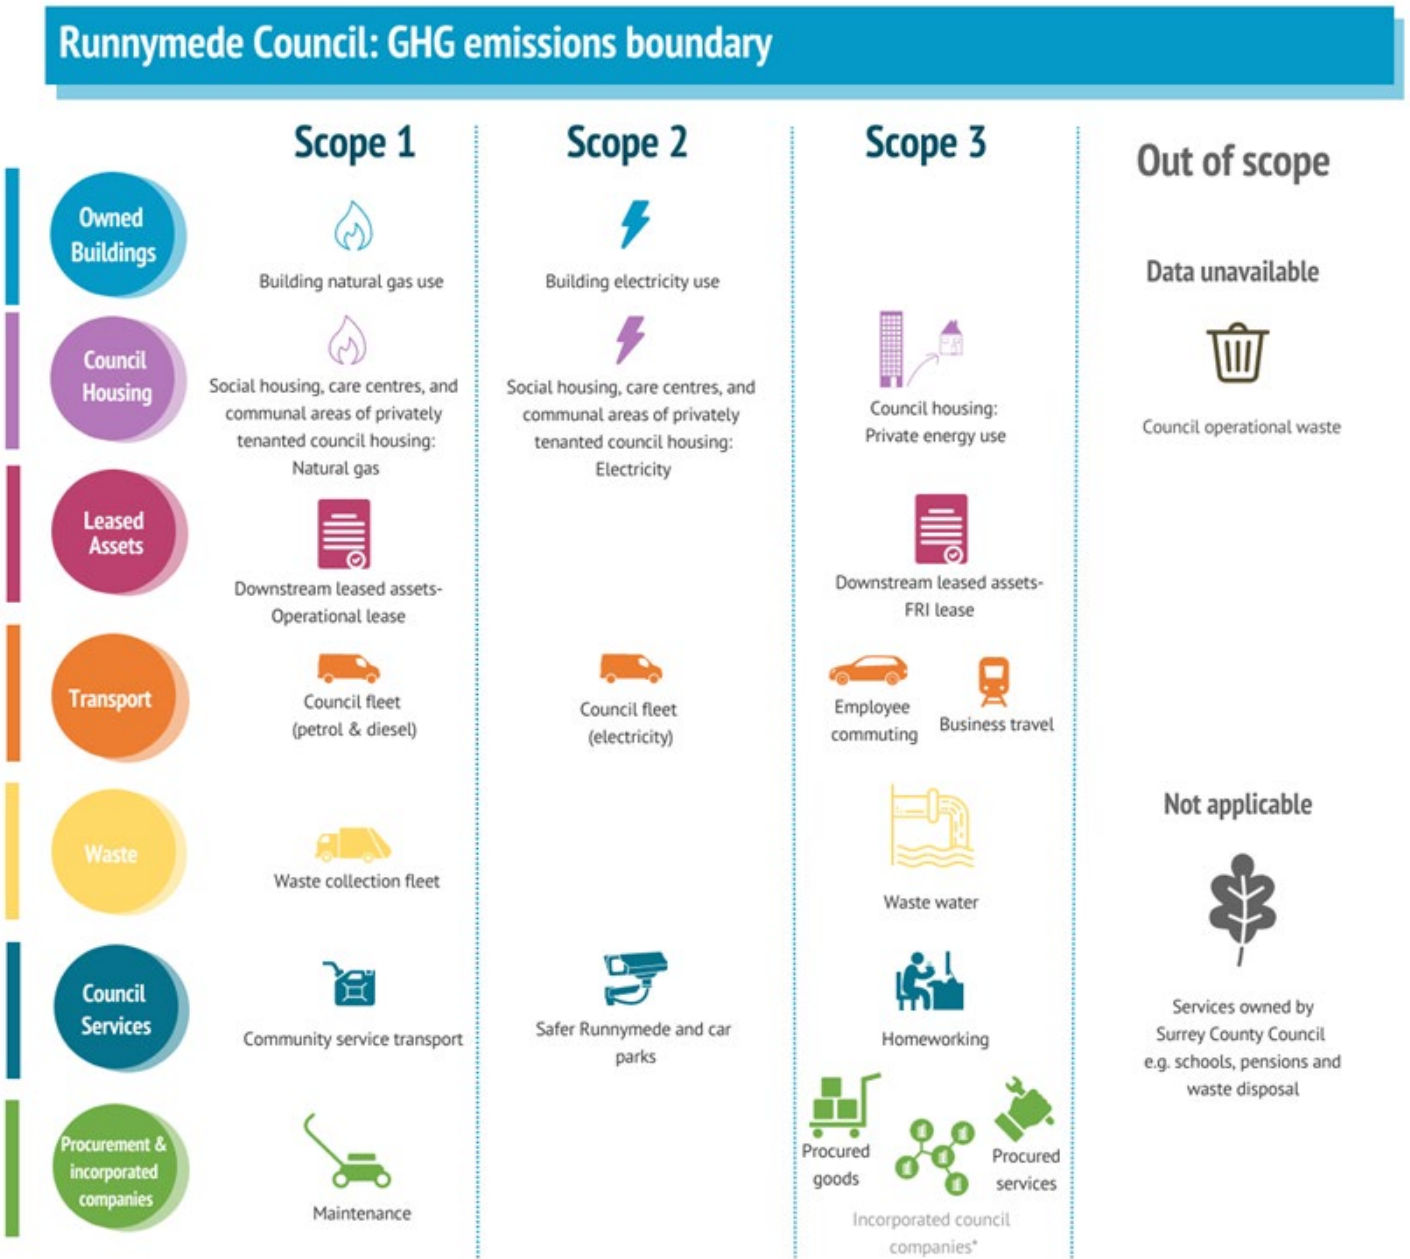 Runnymede Council: GHG emissions boundary
Scope 1
Scope 2
Scope 3
Out of scope
Owned
Buildings
Building natural gas use
Building electricity use
Data unavailable
Council
Housing
Social housing, care centres, and
communal areas of privately
tenanted council housing:
Natural gas
Social housing, care centres, and
communal areas of privately
tenanted council housing:
Electricity
Council housing:
Private energy use
Council operational waste
Leased
Assets
Downstream leased assets-
Operational lease
Downstream leased assets-
FRI lease
Transport
Council fleet
(petrol & diesel)
Council fleet
(electricity)
Employee
commuting
Business travel
Waste
Waste collection fleet
Waste water
Not applicable
Council
Services
Community service transport
Safer Runnymede and car
parks
Homeworking
Services owned by
Surrey County Council
e.g. schools, pensions and
waste disposal
Procurement &
incorporated
companies
Maintenance
Procured
goods
Procured
services
Incorporated council
companies*